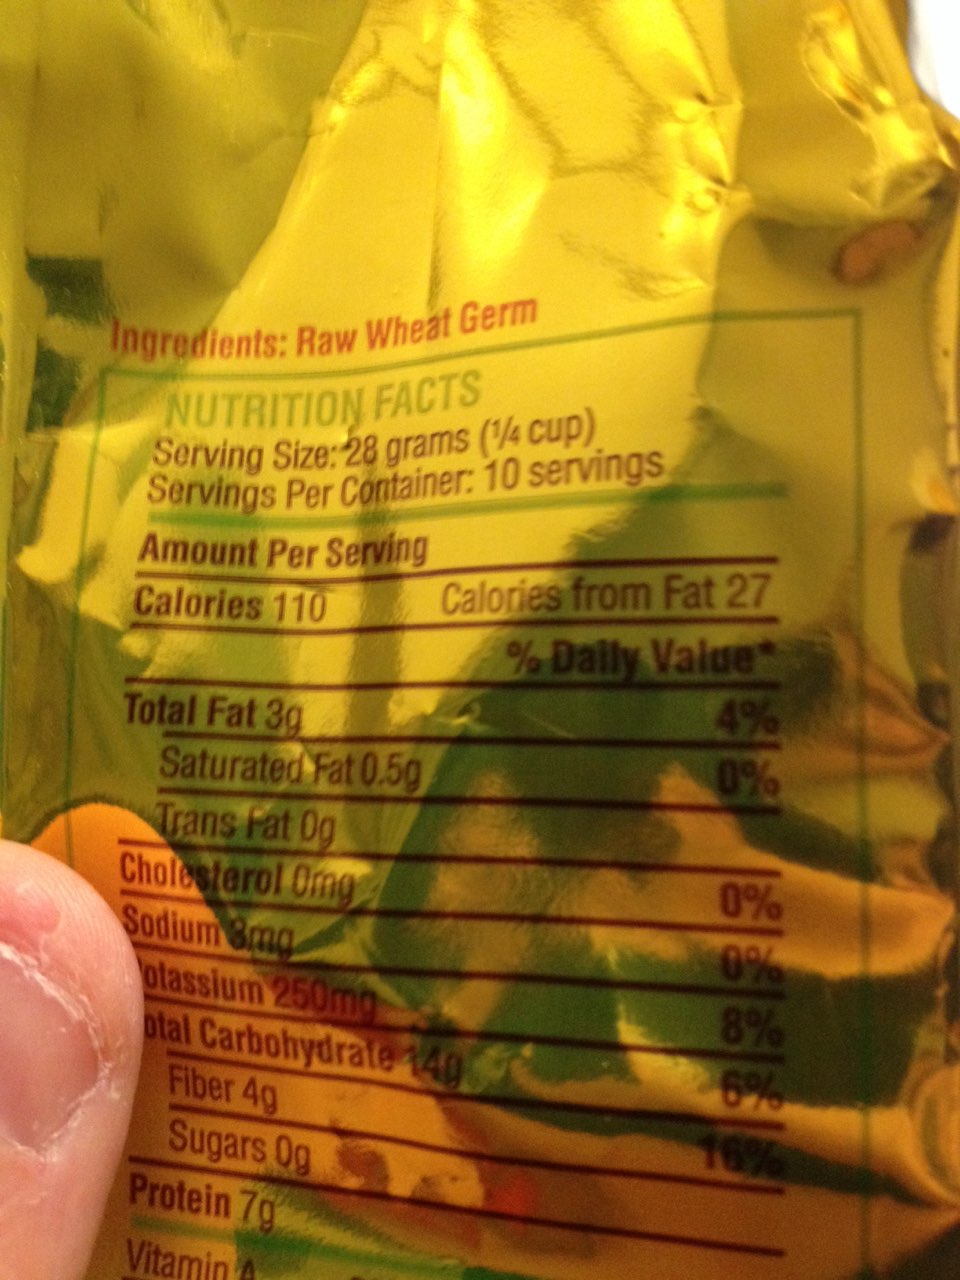 Ingredients: Raw Wheat Germ
NUTRITION FACTS
Serving Size: 28 grams (¼ cup)
Servings Per Container: 10 servings
Amount Per Serving
Calories 110 Calories from Fat 27
% Daily Value*
Total Fat 3g 4%
Saturated Fat 0.5g 0%
Trans Fat 0g
Cholesterol 0mg 0%
Sodium 3mg 0%
otassium 250mg 8%
otal Carbohydrate 14g 6%
Fiber 4g 16%
Sugars 0g
Protein 7g
Vitamin A